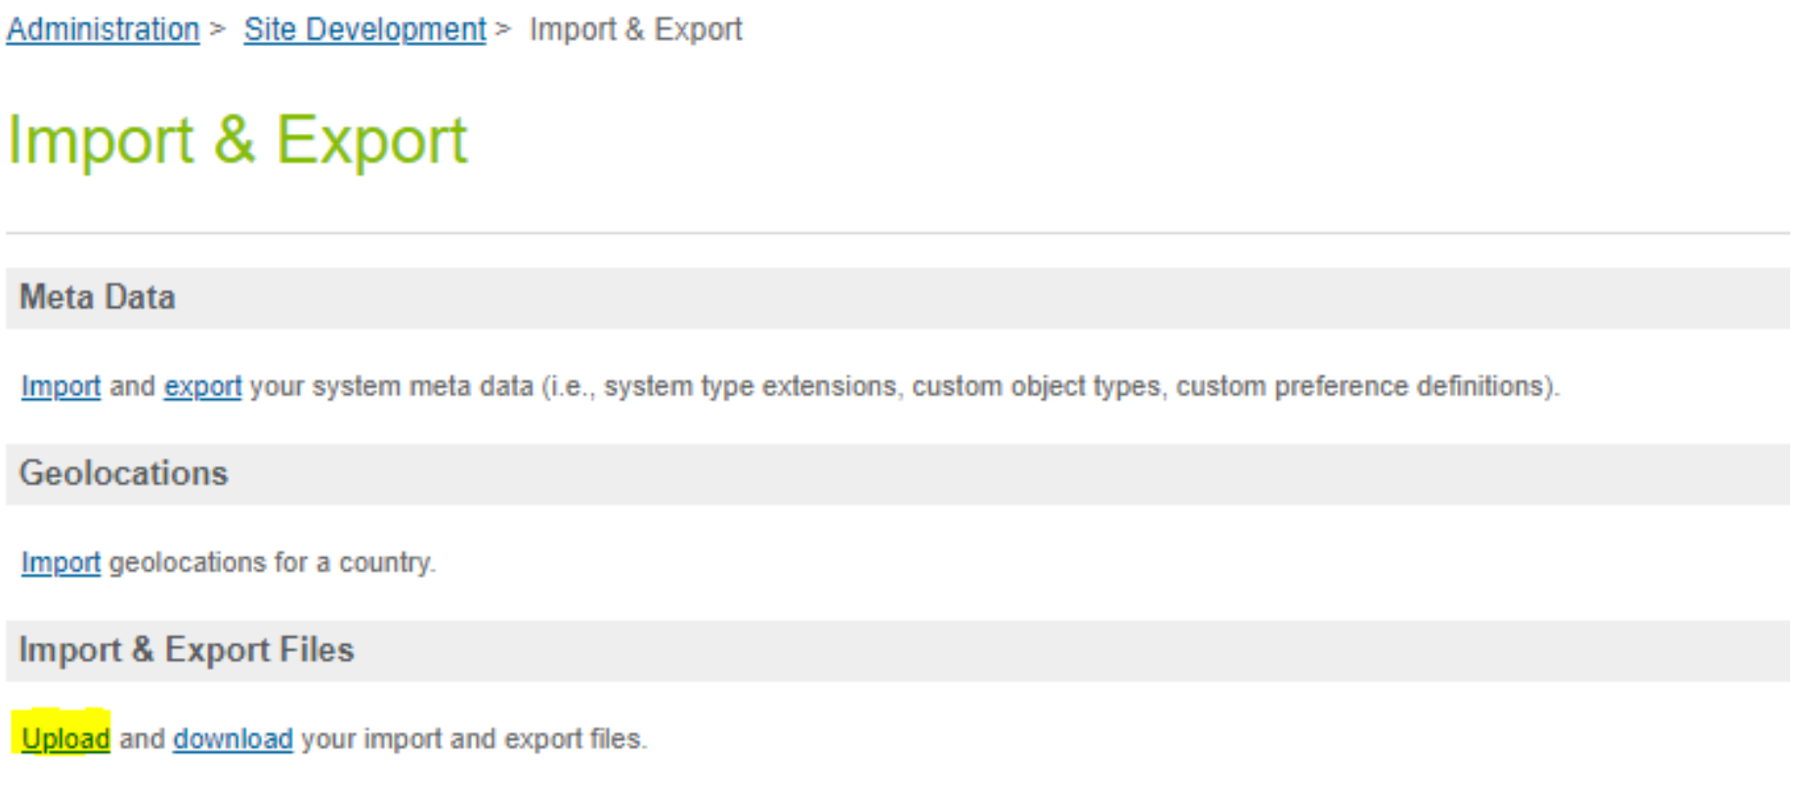 Administration > Site Development > Import & Export
Import & Export
Meta Data
Import and export your system meta data (i.e., system type extensions, custom object types, custom preference definitions).
Geolocations
Import geolocations for a country.
Import & Export Files
Upload and download your import and export files.